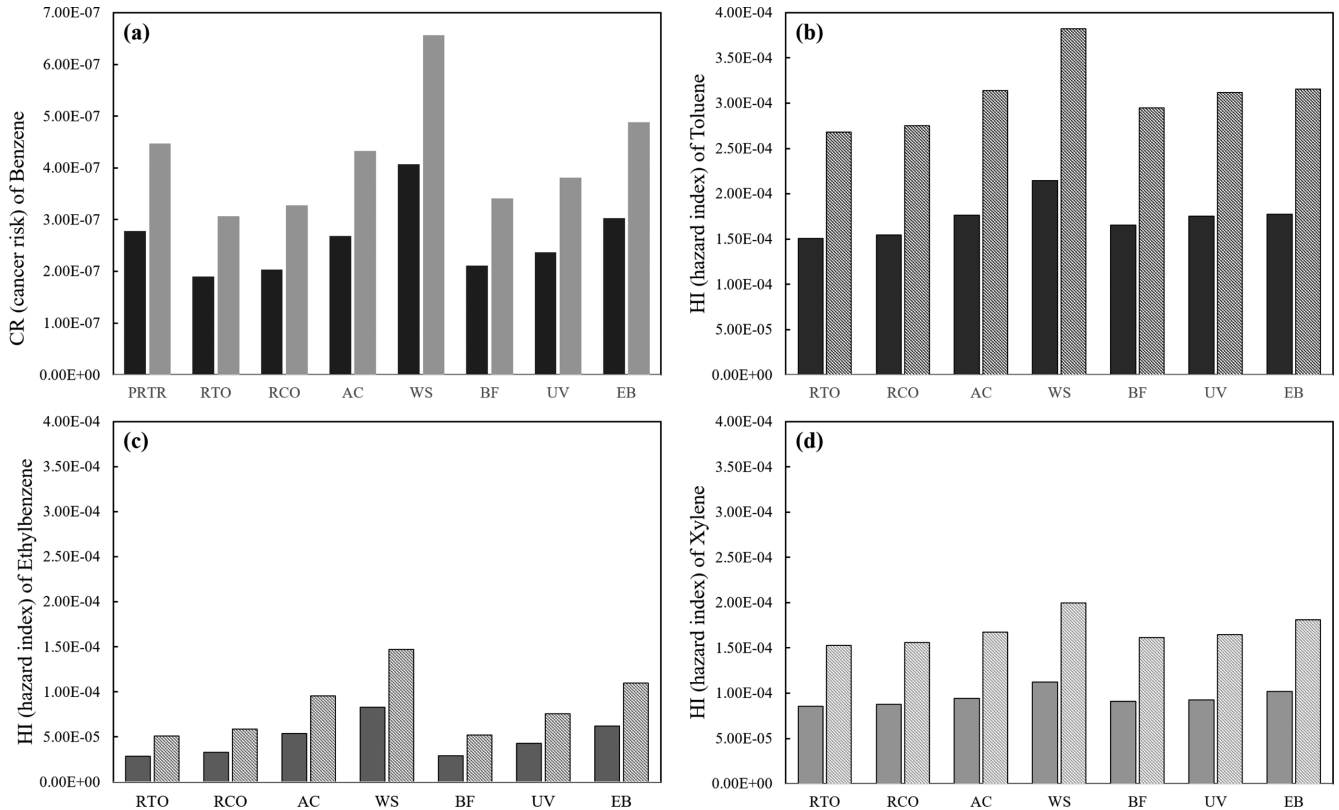 (a)
CR (cancer risk) of Benzene
7.00E-07
6.00E-07
5.00E-07
4.00E-07
3.00E-07
2.00E-07
1.00E-07
0.00E+00
PRTR RTO RCO AC WS BF UV EB
(b)
HI (hazard index) of Toluene
4.00E-04
3.50E-04
3.00E-04
2.50E-04
2.00E-04
1.50E-04
1.00E-04
5.00E-05
0.00E+00
RTO RCO AC WS BF UV EB
(c)
HI (hazard index) of Ethylbenzene
4.00E-04
3.50E-04
3.00E-04
2.50E-04
2.00E-04
1.50E-04
1.00E-04
5.00E-05
0.00E+00
RTO RCO AC WS BF UV EB
(d)
HI (hazard index) of Xylene
4.00E-04
3.50E-04
3.00E-04
2.50E-04
2.00E-04
1.50E-04
1.00E-04
5.00E-05
0.00E+00
RTO RCO AC WS BF UV EB